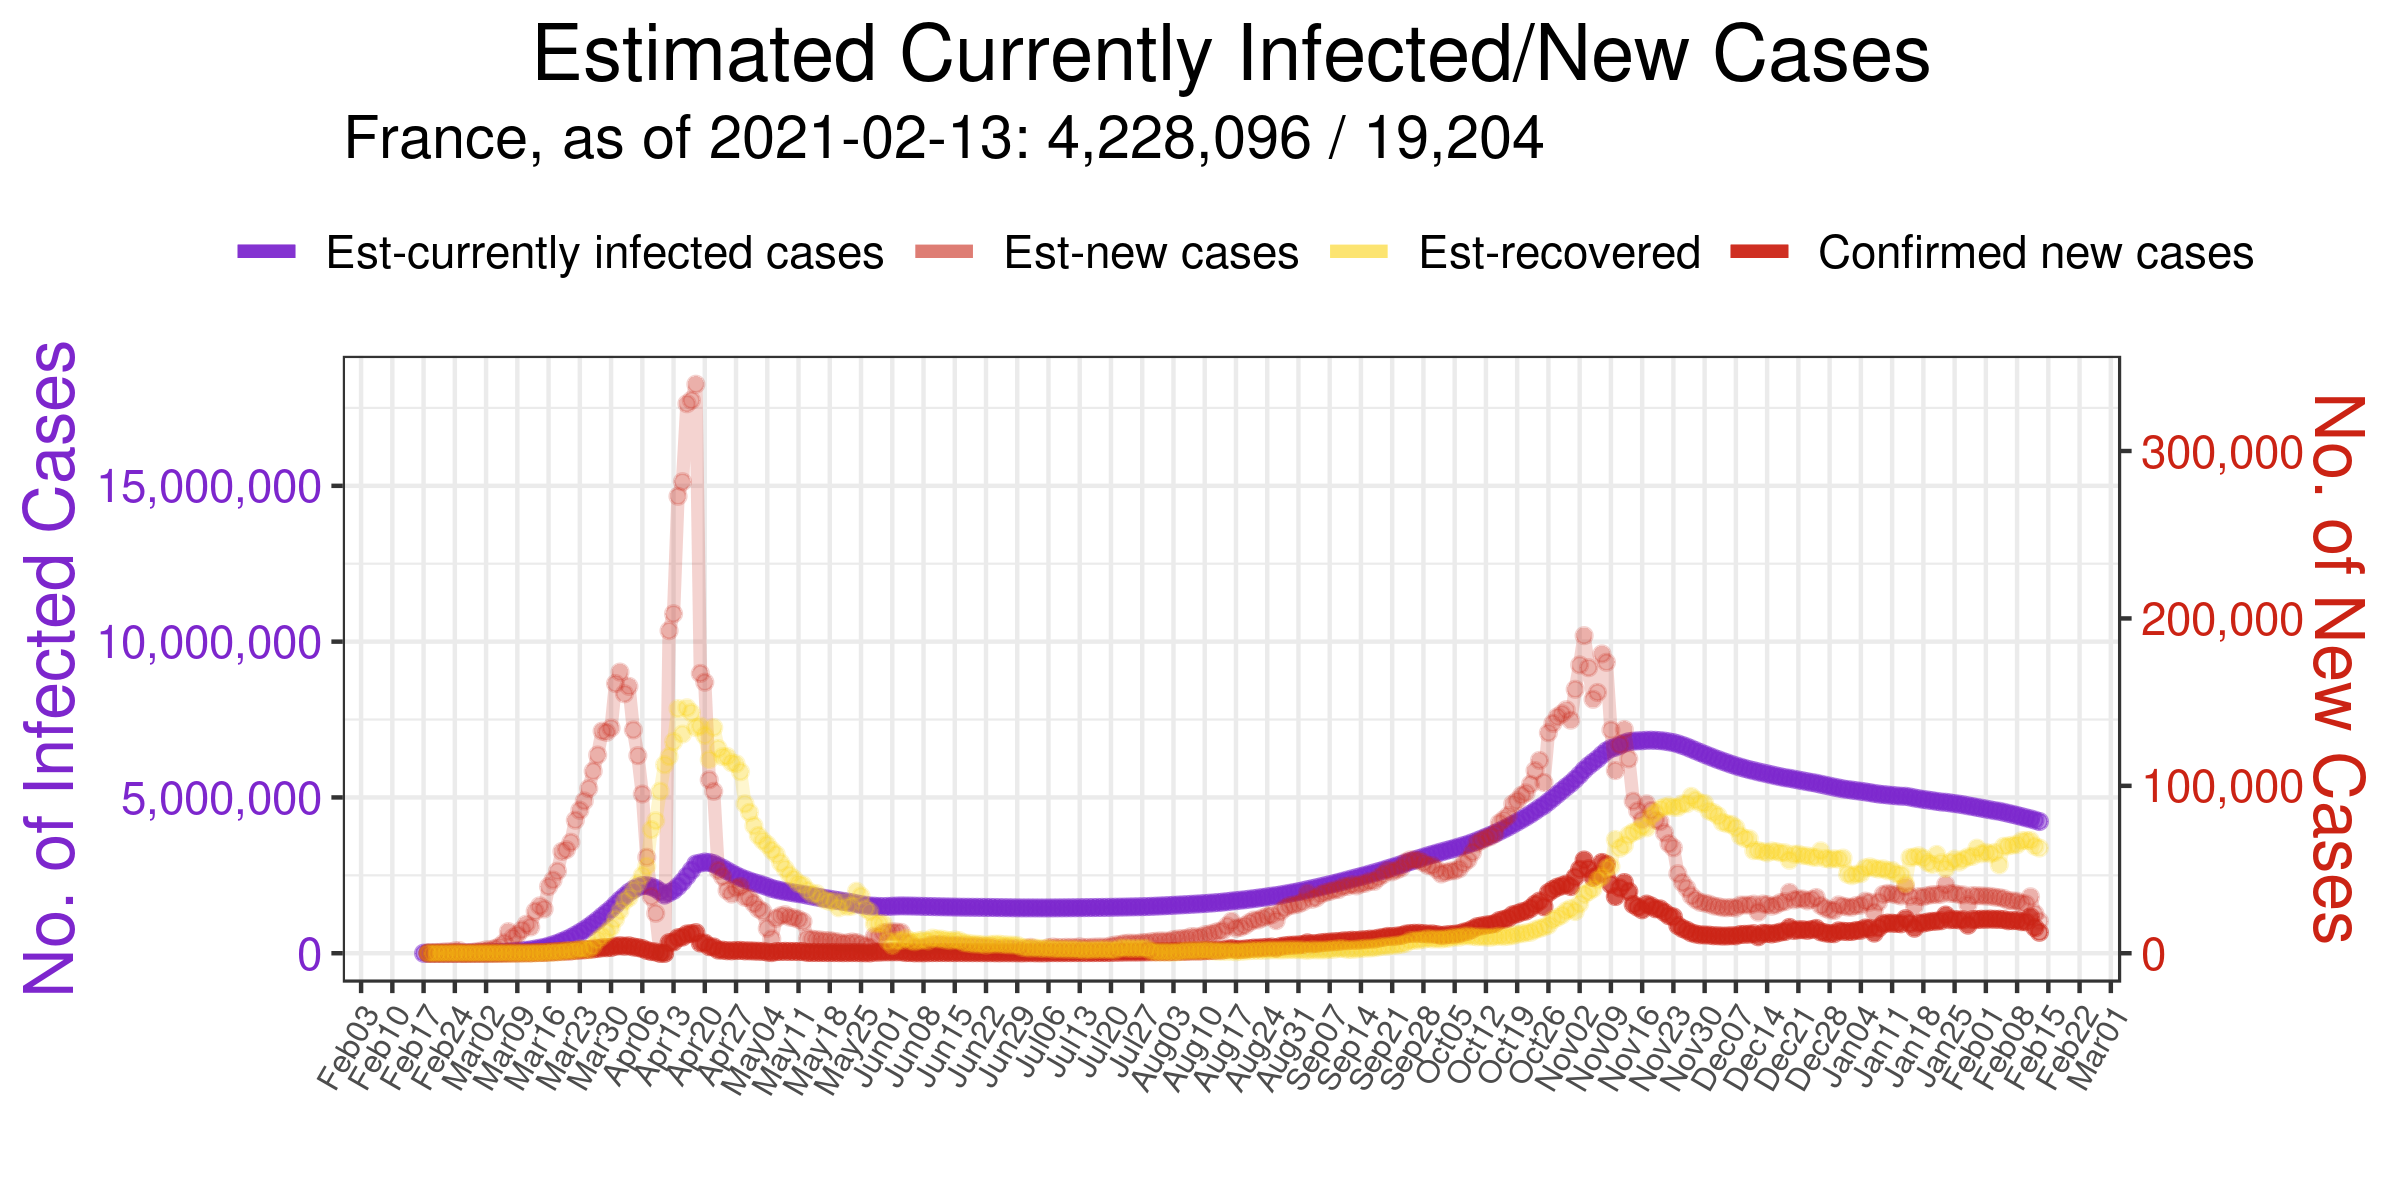 Estimated Currently Infected/New Cases
France, as of 2021-02-13: 4,228,096 / 19,204
Est-currently infected cases Est-new cases Est-recovered Confirmed new cases
No. of Infected Cases
15,000,000
10,000,000
5,000,000
0
300,000
200,000
100,000
0
No. of New Cases
Feb03 Feb10 Feb17 Feb24 Mar02 Mar09 Mar16 Mar23 Mar30 Apr06 Apr13 Apr20 Apr27 May04 May11 May18 May25 Jun01 Jun08 Jun15 Jun22 Jun29 Jul06 Jul13 Jul20 Jul27 Aug03 Aug10 Aug17 Aug24 Aug31 Sep07 Sep14 Sep21 Sep28 Oct05 Oct12 Oct19 Oct26 Nov02 Nov09 Nov16 Nov23 Nov30 Dec07 Dec14 Dec21 Dec28 Jan04 Jan11 Jan18 Jan25 Feb01 Feb08 Feb15 Feb22 Mar01